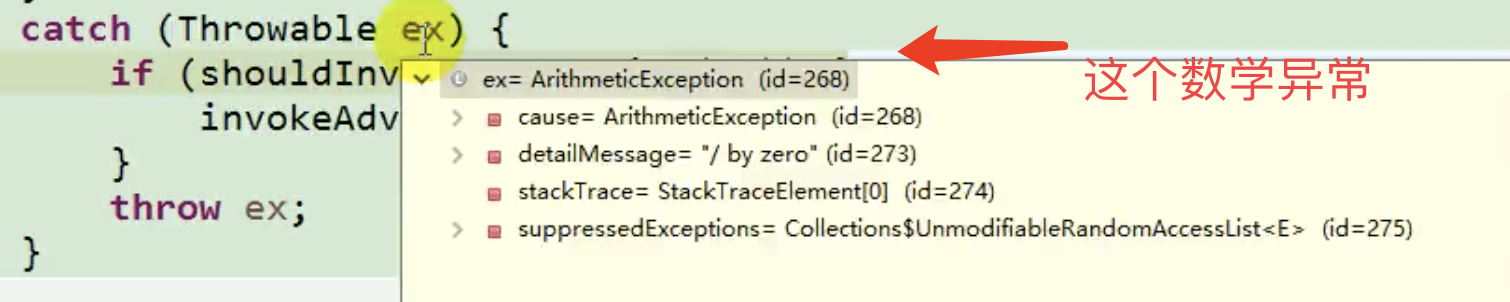 catch (Throwable ex) {
if (shouldInv
ex= ArithmeticException (id=268)
这个数学异常
invokeAdv
cause= ArithmeticException (id=268)
}
detailMessage= "/ by zero" (id=273)
throw ex;
stackTrace= StackTraceElement[0] (id=274)
}
suppressedExceptions= Collections$UnmodifiableRandomAccessList<E> (id=275)